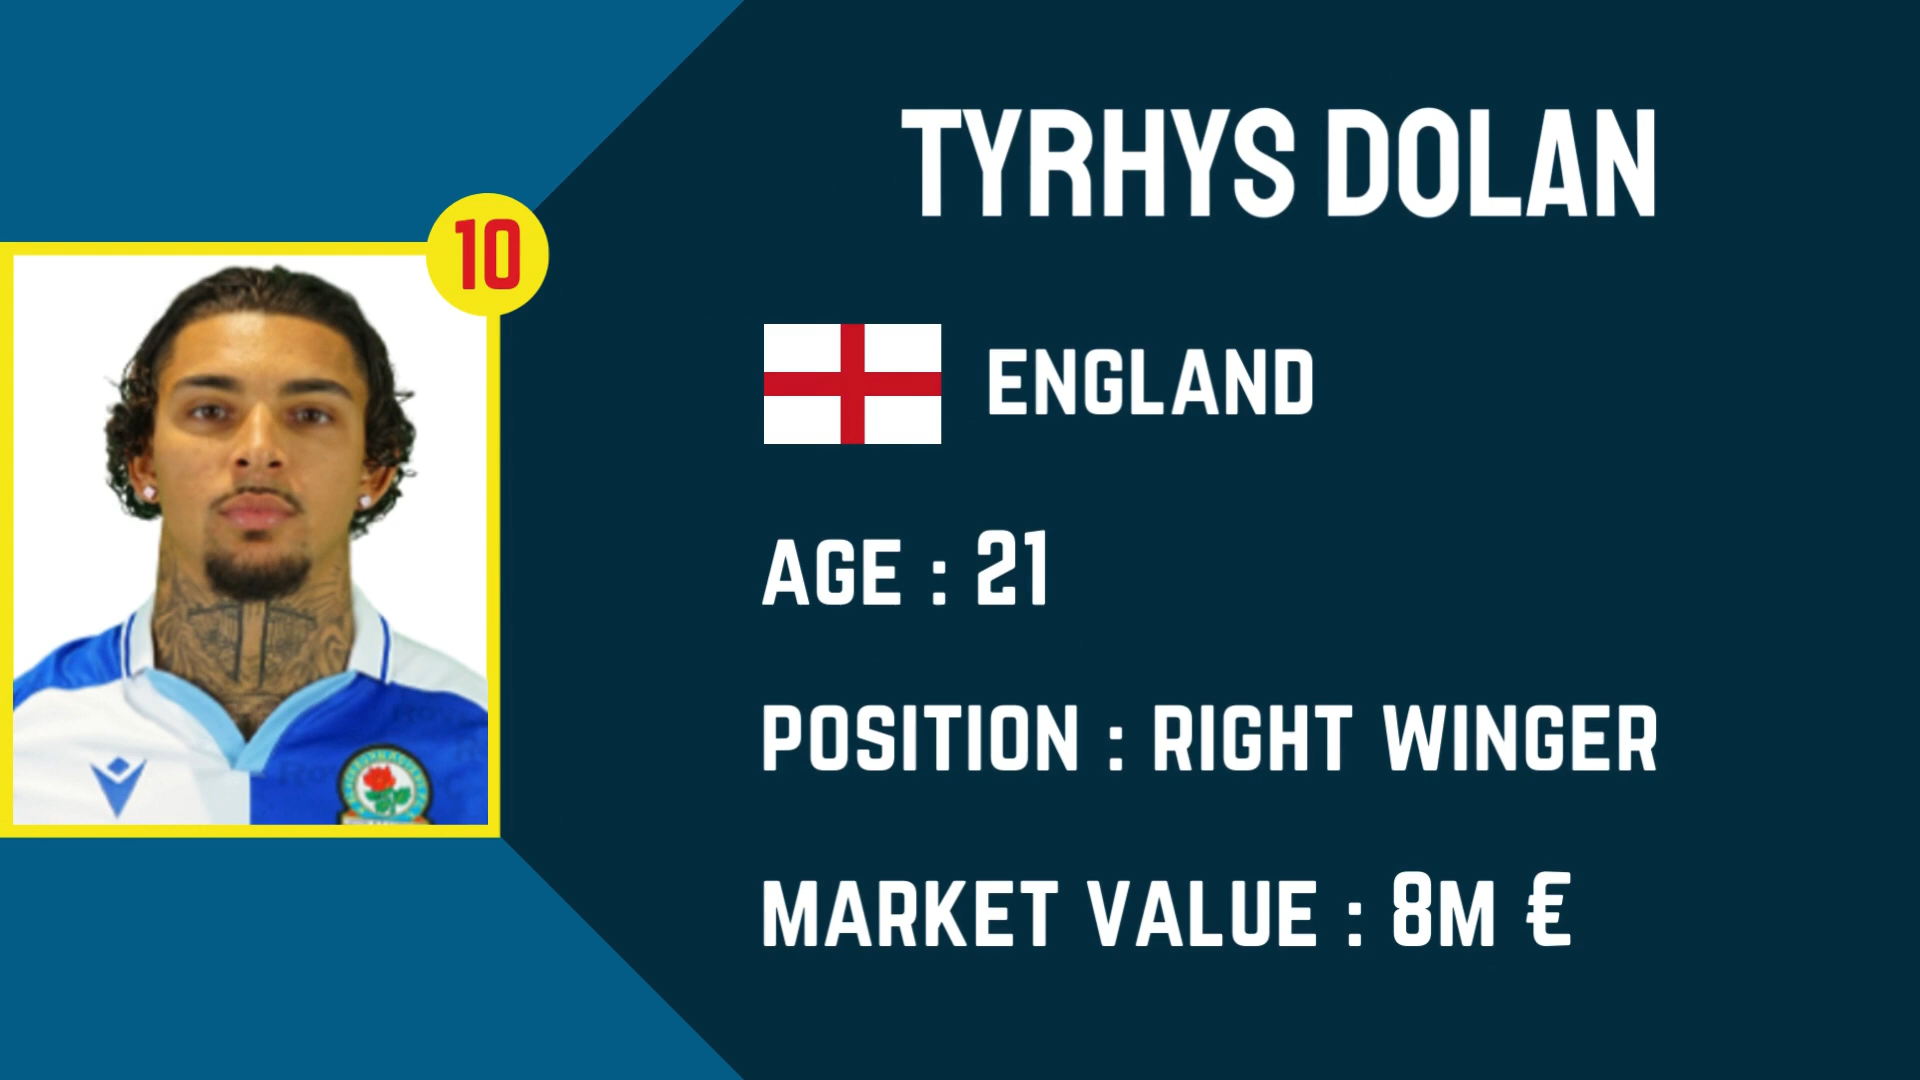 TYRHYS DOLAN
10
ENGLAND
AGE : 21
POSITION : RIGHT WINGER
MARKET VALUE : 8M €